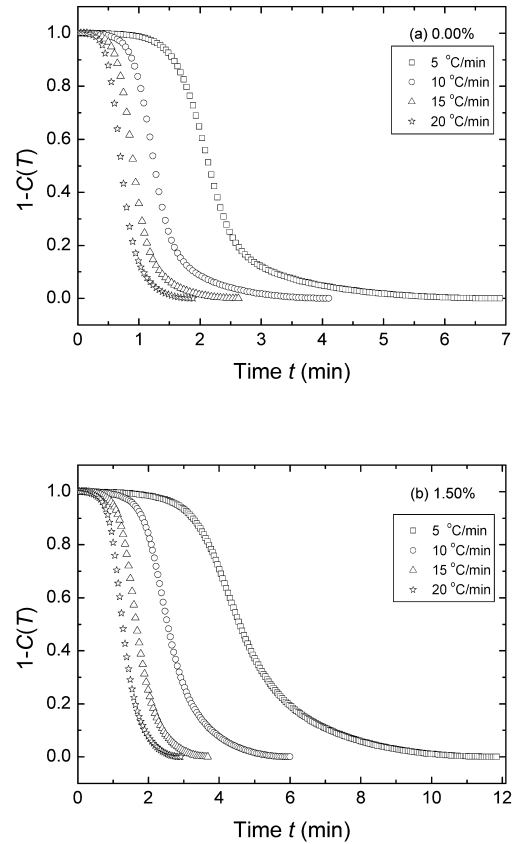 (a) 0.00%
5 °C/min
10 °C/min
15 °C/min
20 °C/min
1.0
0.8
0.6
0.4
0.2
0.0
1-C(T)
0 1 2 3 4 5 6 7
Time t (min)
(b) 1.50%
5 °C/min
10 °C/min
15 °C/min
20 °C/min
1.0
0.8
0.6
0.4
0.2
0.0
1-C(T)
0 2 4 6 8 10 12
Time t (min)